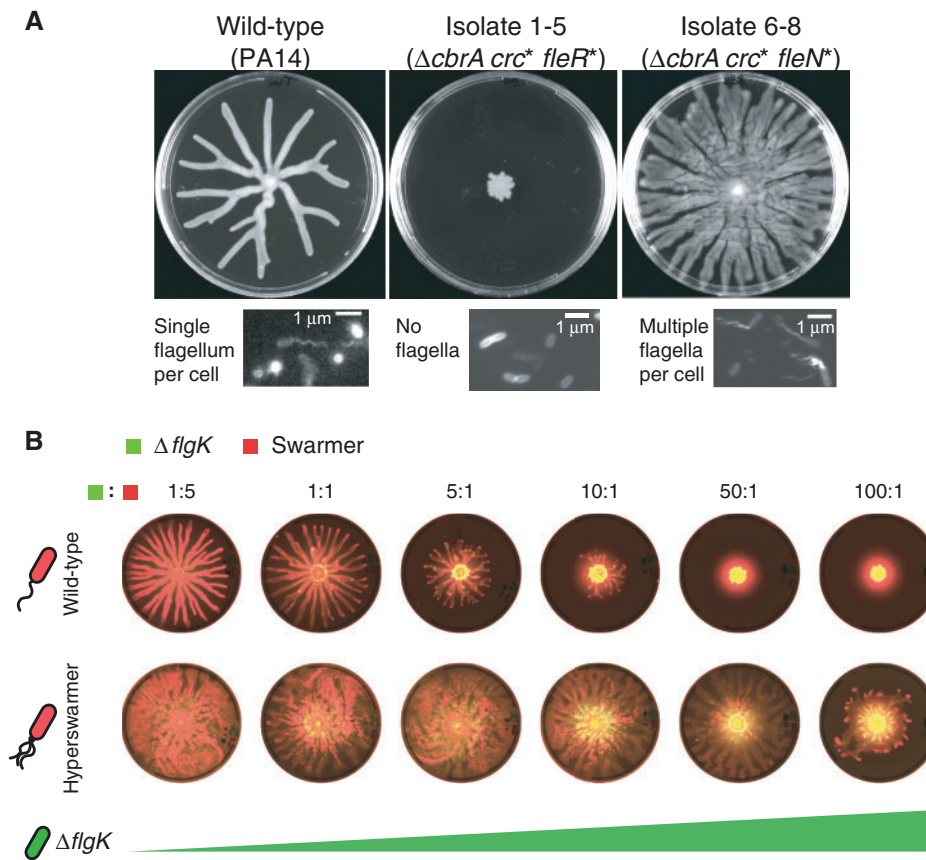 A
Wild-type
(PA14)
Isolate 1-5
(ΔcbrA crc* fleR*)
Isolate 6-8
(ΔcbrA crc* fleN*)
Single
flagellum
per cell
1 μm
No
flagella
1 μm
Multiple
flagella
per cell
1 μm
B
ΔflgK
Swarmer
:
1:5
1:1
5:1
10:1
50:1
100:1
Wild-type
Hyperswarmer
ΔflgK